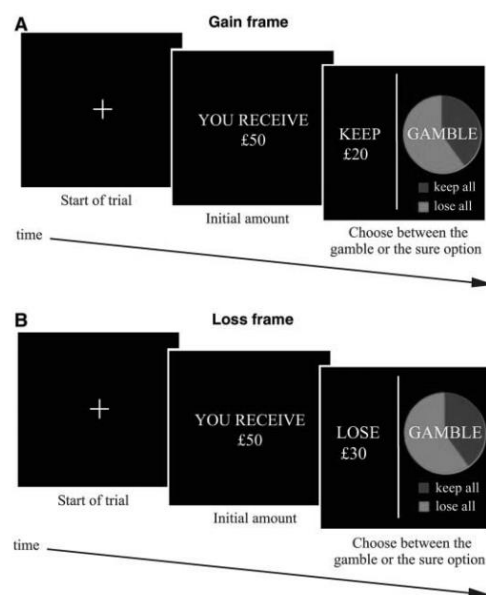 A
Gain frame
YOU RECEIVE
£50
KEEP
£20
GAMBLE
keep all
lose all
Start of trial
Initial amount
Choose between the
gamble or the sure option
time
B
Loss frame
YOU RECEIVE
£50
LOSE
£30
GAMBLE
keep all
lose all
Start of trial
Initial amount
Choose between the
gamble or the sure option
time